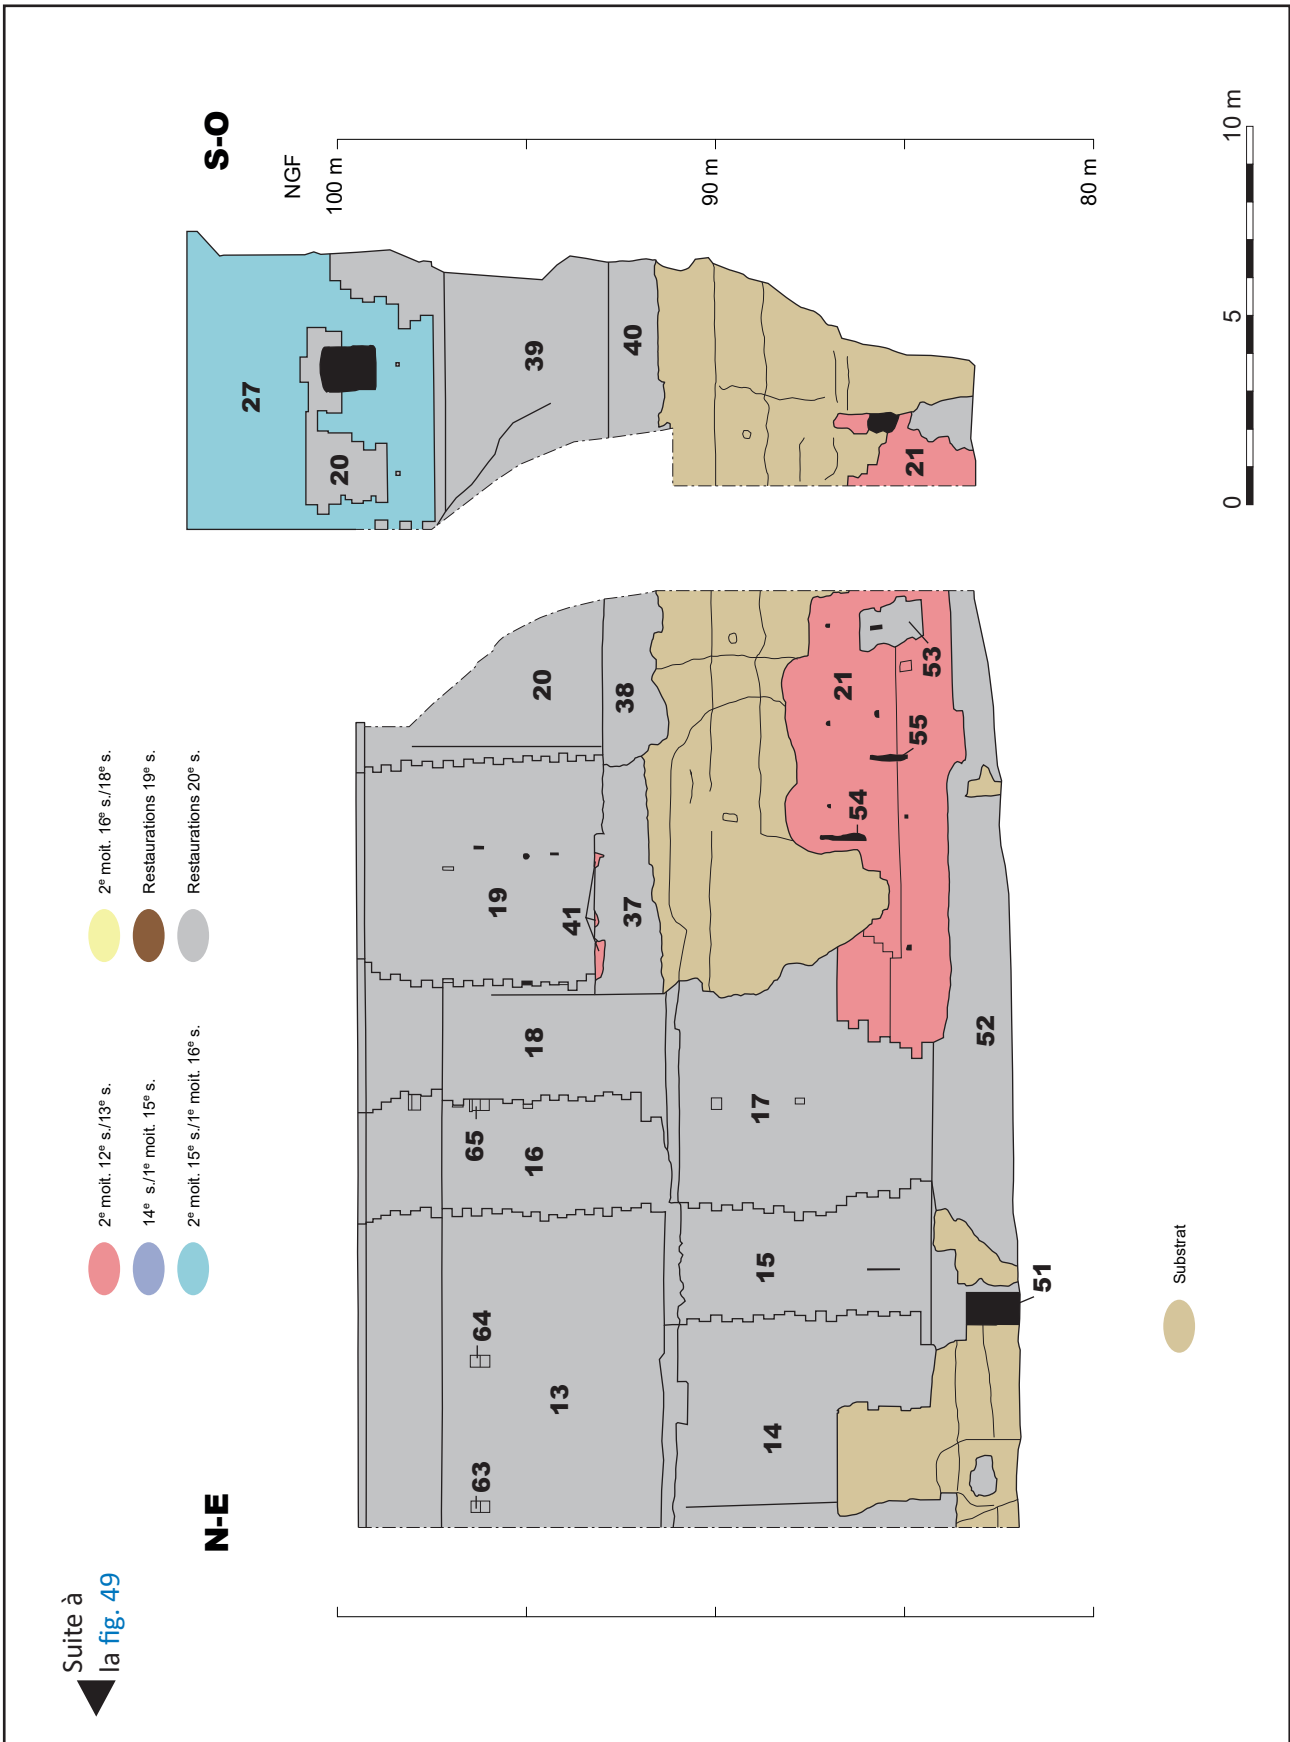 Suite à
la fig. 49
2e moit. 12e s./13e s.
14e s./1e moit. 15e s.
2e moit. 15e s./1e moit. 16e s.
2e moit. 16e s./18e s.
Restaurations 19e s.
Restaurations 20e s.
N-E
S-O
NGF
100 m
90 m
80 m
63
64
13
14
15
16
65
17
18
19
41
37
20
38
21
54
55
53
52
51
27
20
39
40
21
Substrat
0
5
10 m